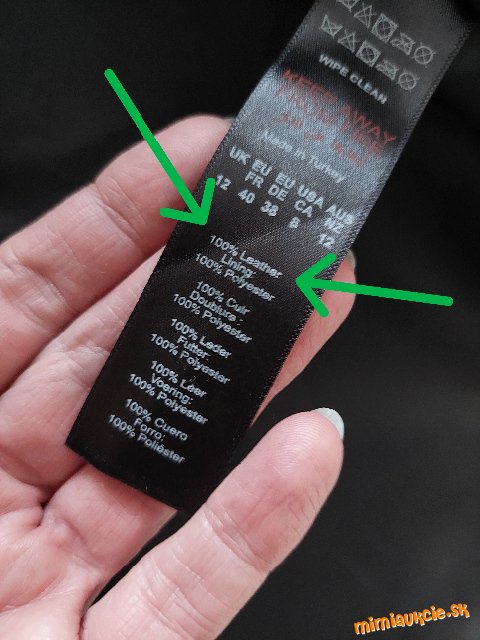 WIPE CLEAN
KEEP AWAY
Made in Turkey
UK EU EU USA AUS
FR DE CA NZ
12 40 38 8 12
100% Leather
Lining:
100% Polyester
100% Cuir
Doublure :
100% Polyester
100% Leder
Futter:
100% Polyester
100% Leer
Voering:
100% Polyester
100% Cuero
Forro:
100% Poliéster
mimiaukcie.sk